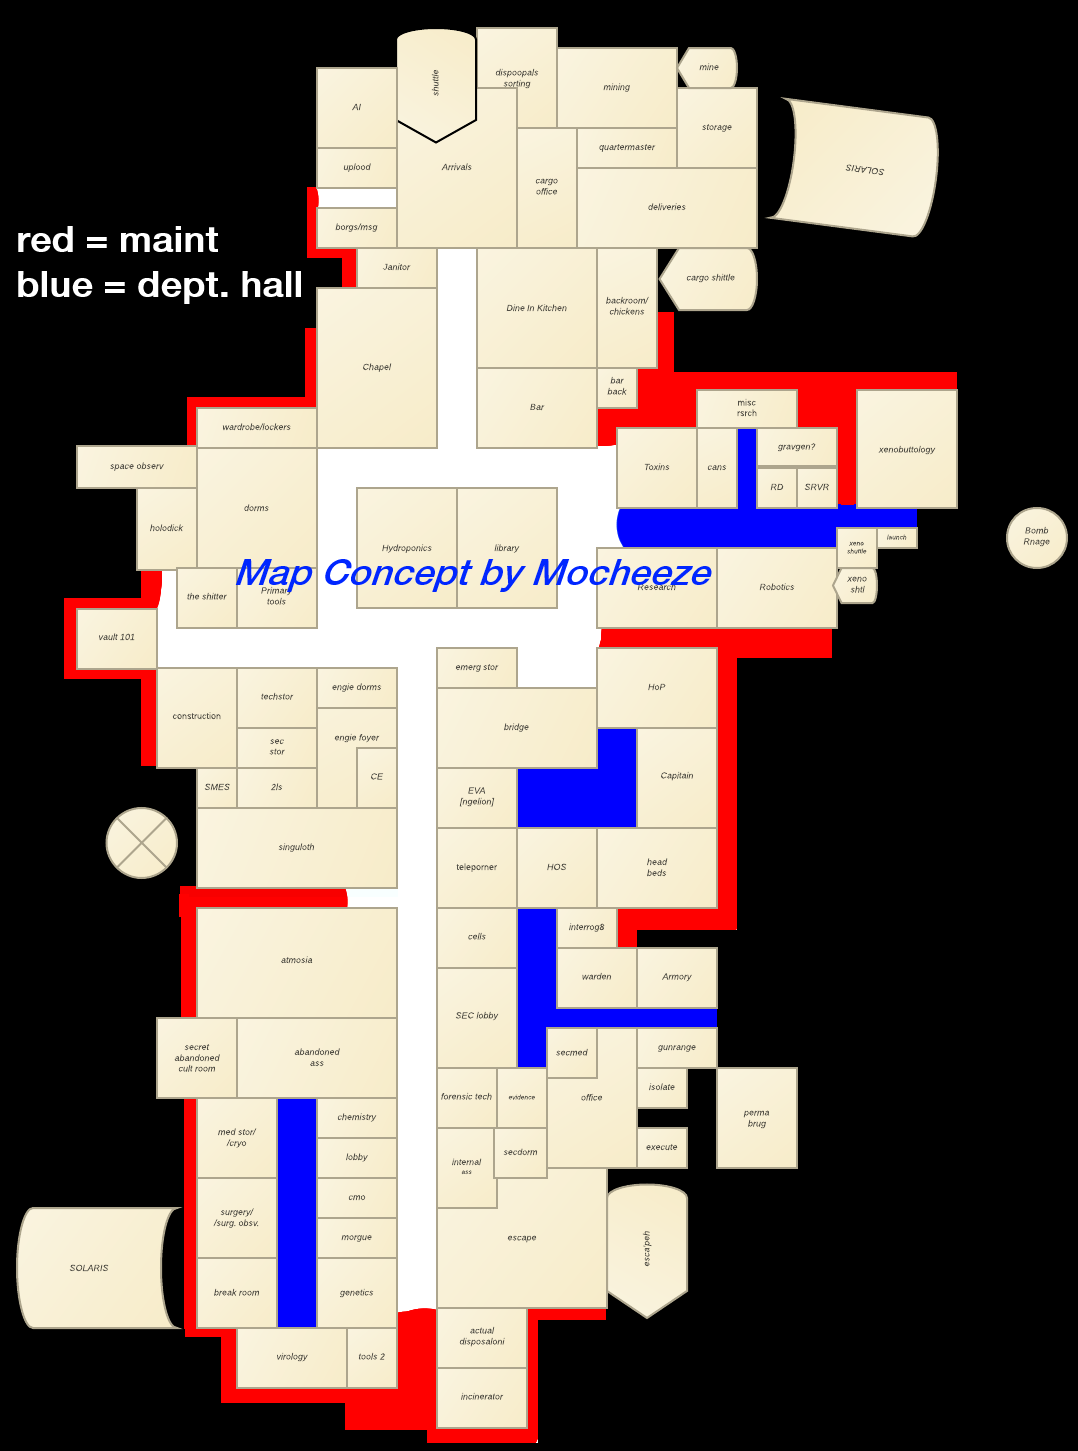 shuttle
dispoopals
sorting
mining
mine
AI
storage
quartermaster
uplood
Arrivals
cargo
office
SOLARIS
deliveries
borgs/msg
red = maint
blue = dept. hall
Janitor
cargo shittle
Dine In Kitchen
backroom/
chickens
Chapel
bar
back
Bar
misc
rsrch
wardrobe/lockers
gravgen?
xenobuttology
space observ
Toxins
cans
RD
SRVR
dorms
holodick
Bomb
Rnage
launch
xeno
shuttle
Hydroponics
library
Map Concept by Mocheeze
Research
Robotics
xeno
shtl
the shitter
Primary
tools
vault 101
emerg stor
engie dorms
HoP
techstor
construction
bridge
engie foyer
sec
stor
CE
Captain
SMES
2ls
EVA
[ngelion]
singuloth
teleporner
HOS
head
beds
interrog8
cells
atmosia
warden
Armory
SEC lobby
secret
abandoned
cult room
abandoned
ass
secmed
gunrange
isolate
forensic tech
evidence
office
chemistry
perma
brug
med stor/
/cryo
lobby
internal
ass
secdorm
execute
cmo
surgery/
/surg. obsv.
morgue
escape
esca'peh
SOLARIS
break room
genetics
actual
disposaloni
virology
tools 2
incinerator